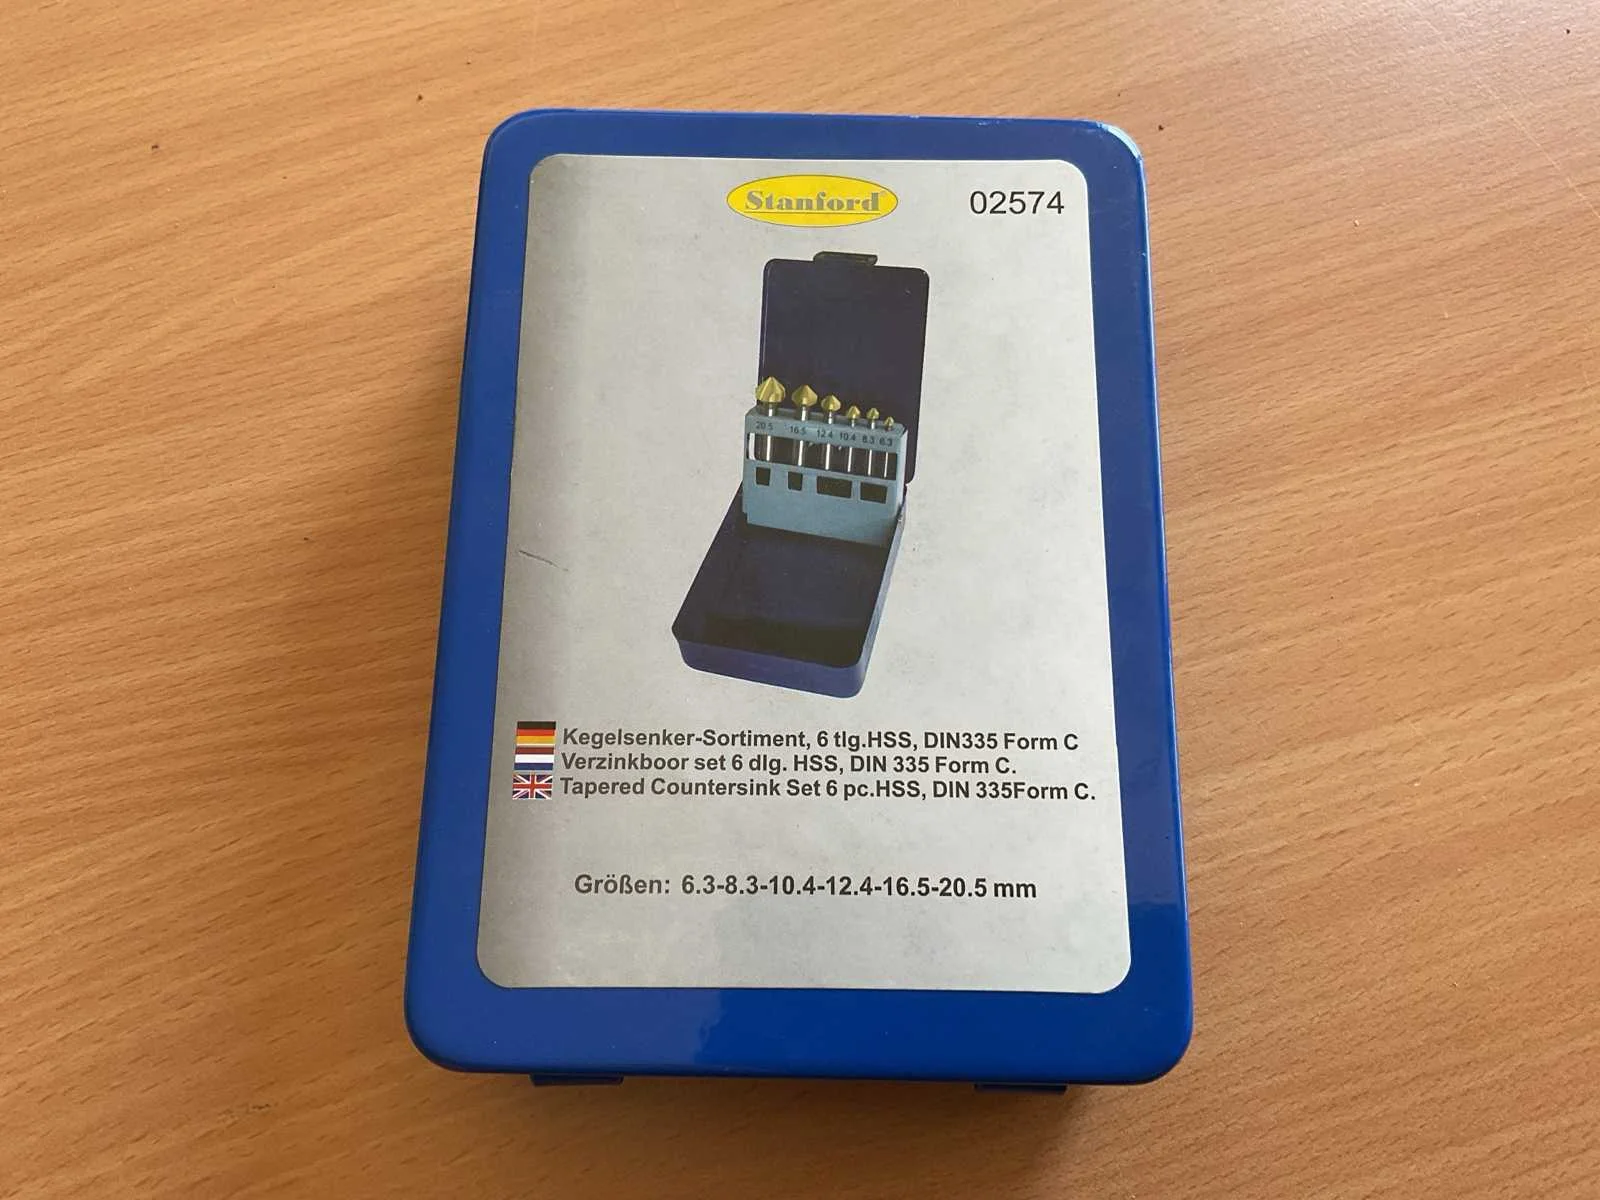 Stanford
02574
20.5 16.5 12.4 10.4 8.3 6.3
Kegelsenker-Sortiment, 6 tlg.HSS, DIN335 Form C
Verzinkboor set 6 dlg. HSS, DIN 335 Form C.
Tapered Countersink Set 6 pc.HSS, DIN 335Form C.
Größen: 6.3-8.3-10.4-12.4-16.5-20.5 mm